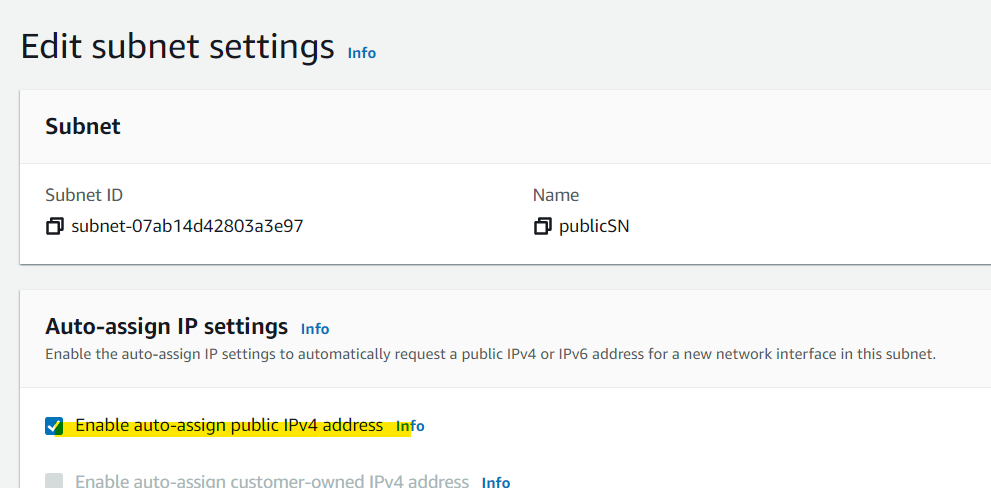 Edit subnet settings Info
Subnet
Subnet ID Name
subnet-07ab14d42803a3e97 publicSN
Auto-assign IP settings Info
Enable the auto-assign IP settings to automatically request a public IPv4 or IPv6 address for a new network interface in this subnet.
Enable auto-assign public IPv4 address Info
Enable auto-assign customer-owned IPv4 address Info